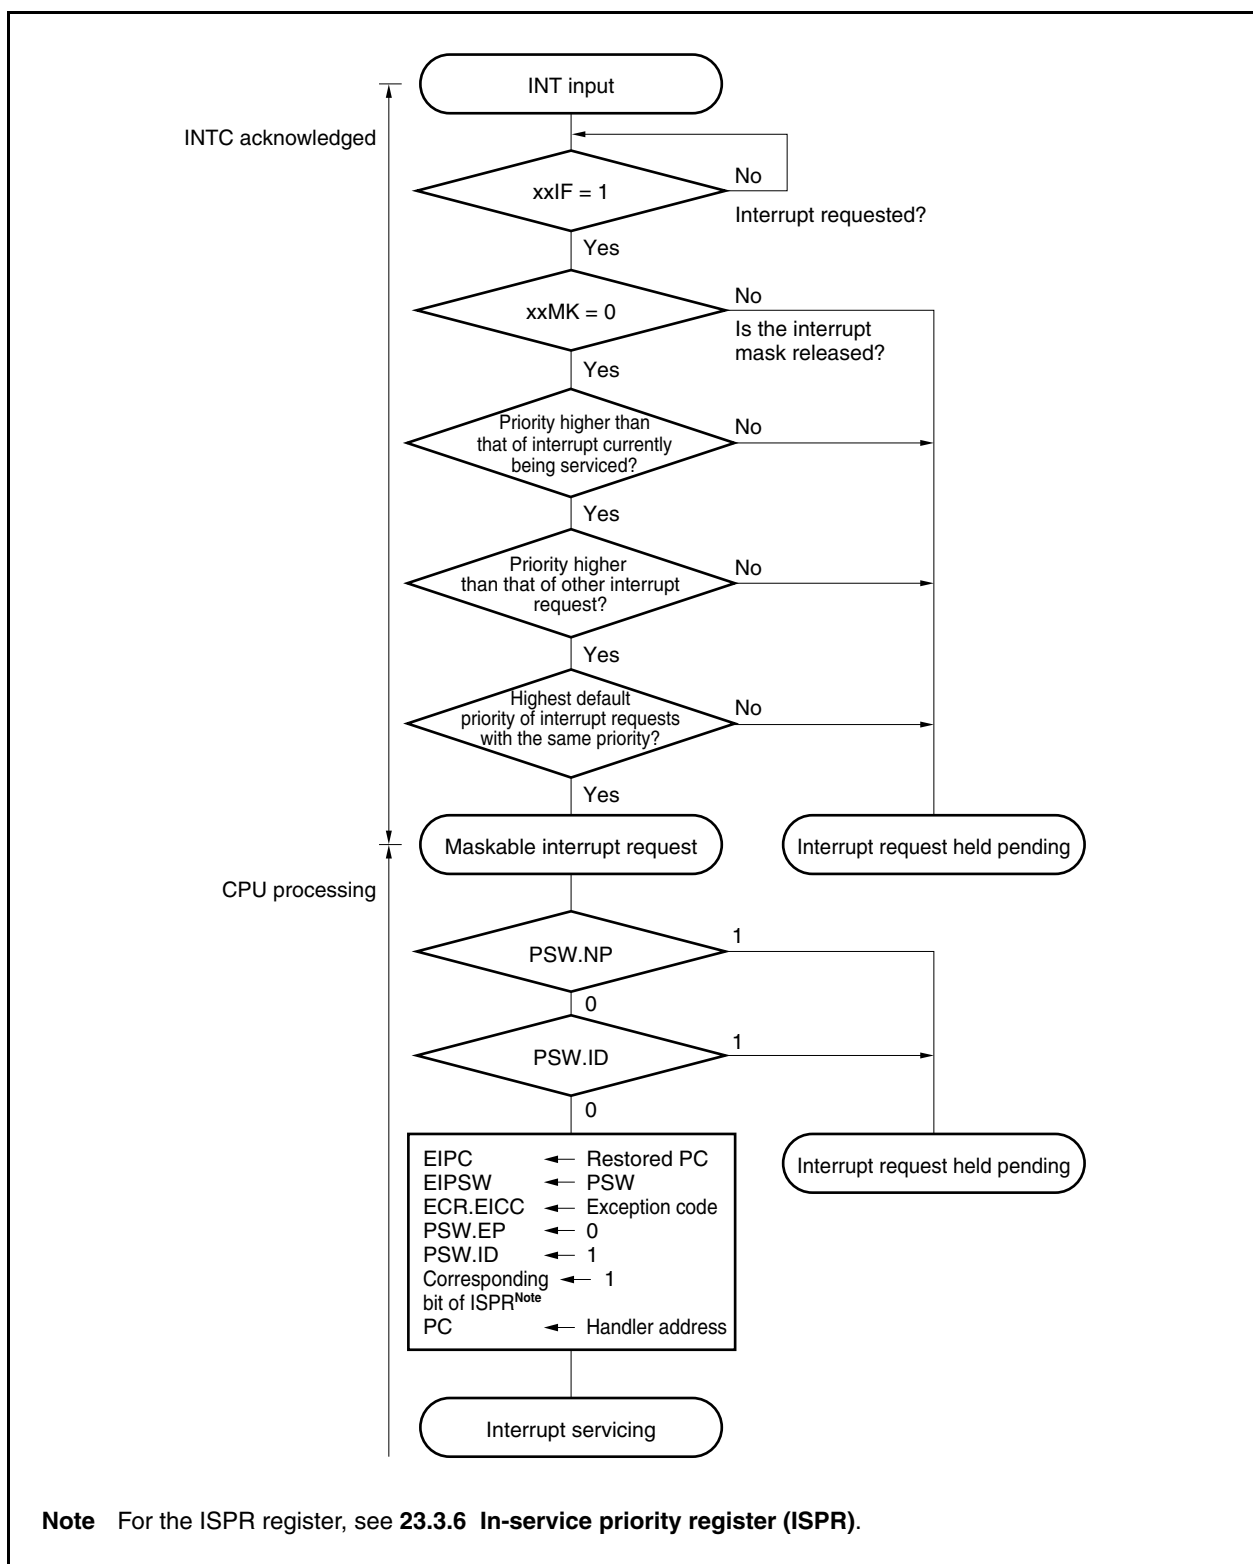 INT input
INTC acknowledged
xxIF = 1
No
Interrupt requested?
Yes
xxMK = 0
No
Is the interrupt
mask released?
Yes
Priority higher than
that of interrupt currently
being serviced?
No
Yes
Priority higher
than that of other interrupt
request?
No
Yes
Highest default
priority of interrupt requests
with the same priority?
No
Yes
Maskable interrupt request
Interrupt request held pending
CPU processing
PSW.NP
1
0
PSW.ID
1
0
Interrupt request held pending
EIPC ← Restored PC
EIPSW ← PSW
ECR.EICC ← Exception code
PSW.EP ← 0
PSW.ID ← 1
Corresponding ← 1
bit of ISPRNote
PC ← Handler address
Interrupt servicing
Note For the ISPR register, see 23.3.6 In-service priority register (ISPR).